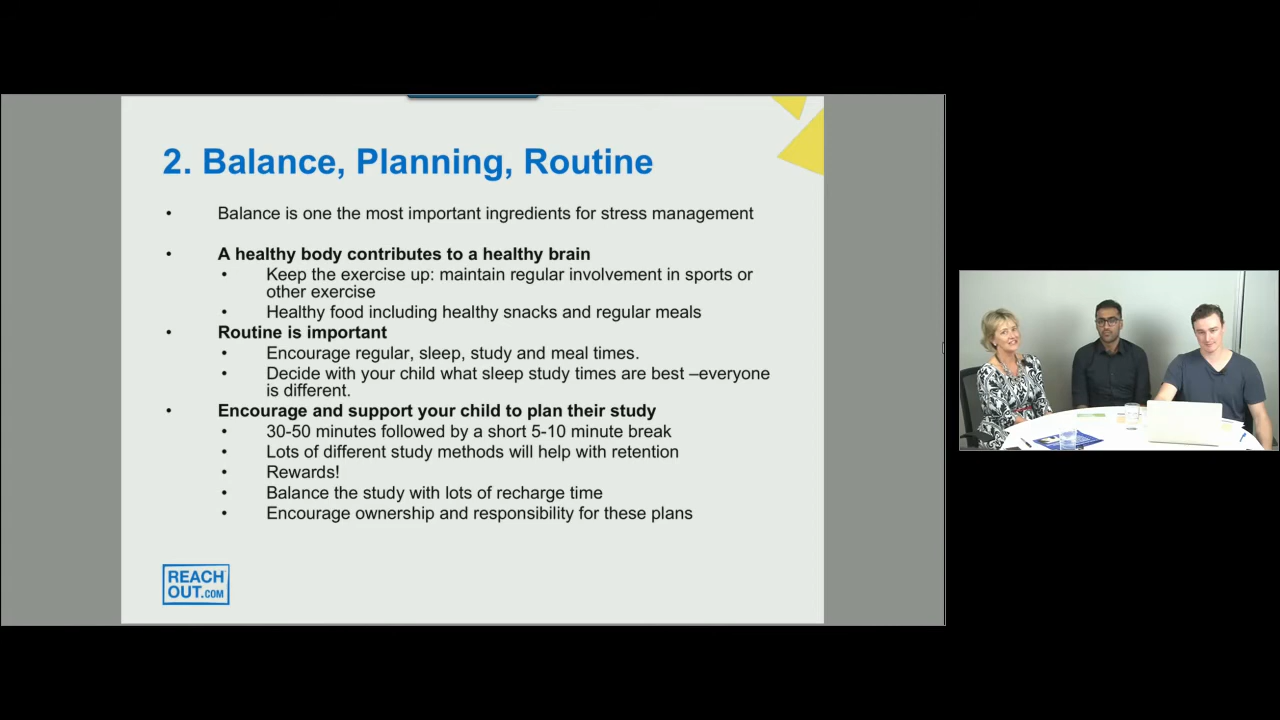 2. Balance, Planning, Routine
• Balance is one the most important ingredients for stress management
• A healthy body contributes to a healthy brain
• Keep the exercise up: maintain regular involvement in sports or
other exercise
• Healthy food including healthy snacks and regular meals
• Routine is important
• Encourage regular, sleep, study and meal times.
• Decide with your child what sleep study times are best –everyone
is different.
• Encourage and support your child to plan their study
• 30-50 minutes followed by a short 5-10 minute break
• Lots of different study methods will help with retention
• Rewards!
• Balance the study with lots of recharge time
• Encourage ownership and responsibility for these plans
REACH
OUT.COM